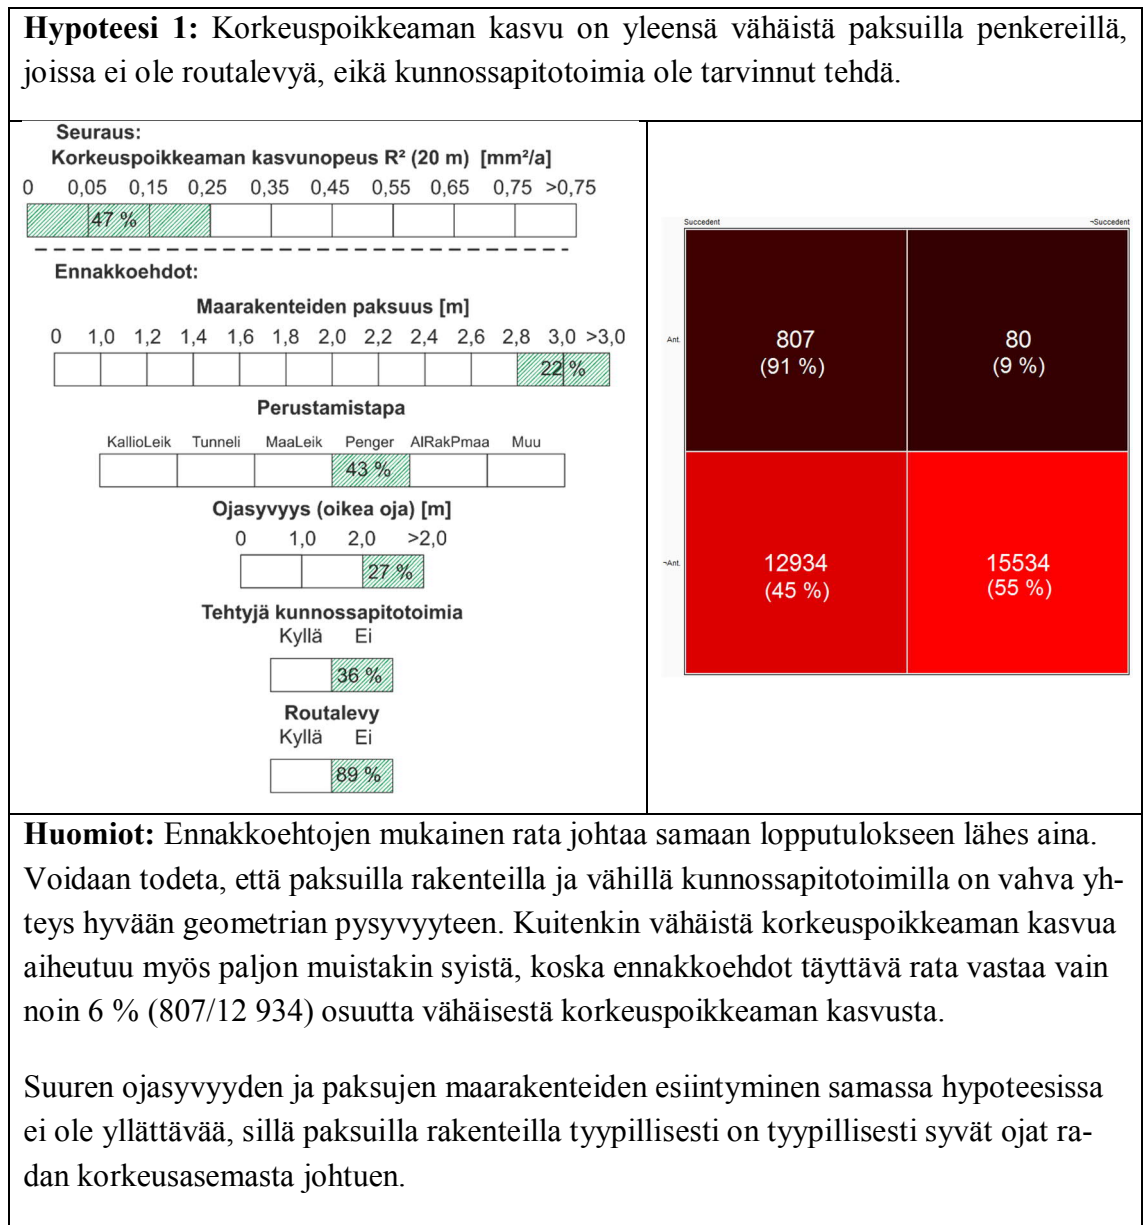 Hypoteesi 1: Korkeuspoikkeaman kasvu on yleensä vähäistä paksuilla penkereillä,
joissa ei ole routalevyä, eikä kunnossapitotoimia ole tarvinnut tehdä.
Seuraus:
Korkeuspoikkeaman kasvunopeus R² (20 m) [mm²/a]
0 0,05 0,15 0,25 0,35 0,45 0,55 0,65 0,75 >0,75
47 %
Ennakkoehdot:
Maarakenteiden paksuus [m]
0 1,0 1,2 1,4 1,6 1,8 2,0 2,2 2,4 2,6 2,8 3,0 >3,0
22 %
Perustamistapa
KallioLeik Tunneli MaaLeik Penger AlRakPmaa Muu
43 %
Ojasyvyys (oikea oja) [m]
0 1,0 2,0 >2,0
27 %
Tehtyjä kunnossapitotoimia
Kyllä Ei
36 %
Routalevy
Kyllä Ei
89 %
Succedent ¬Succedent
Ant. 807 80
(91 %) (9 %)
¬Ant. 12934 15534
(45 %) (55 %)
Huomiot: Ennakkoehtojen mukainen rata johtaa samaan lopputulokseen lähes aina.
Voidaan todeta, että paksuilla rakenteilla ja vähillä kunnossapitotoimilla on vahva yh-
teys hyvään geometrian pysyvyyteen. Kuitenkin vähäistä korkeuspoikkeaman kasvua
aiheutuu myös paljon muistakin syistä, koska ennakkoehdot täyttävä rata vastaa vain
noin 6 % (807/12 934) osuutta vähäisestä korkeuspoikkeaman kasvusta.
Suuren ojasyvyyden ja paksujen maarakenteiden esiintyminen samassa hypoteesissa
ei ole yllättävää, sillä paksuilla rakenteilla tyypillisesti on tyypillisesti syvät ojat ra-
dan korkeusasemasta johtuen.